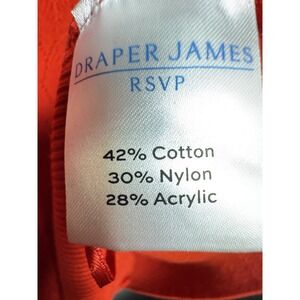 DRAPER JAMES
RSVP
42% Cotton
30% Nylon
28% Acrylic